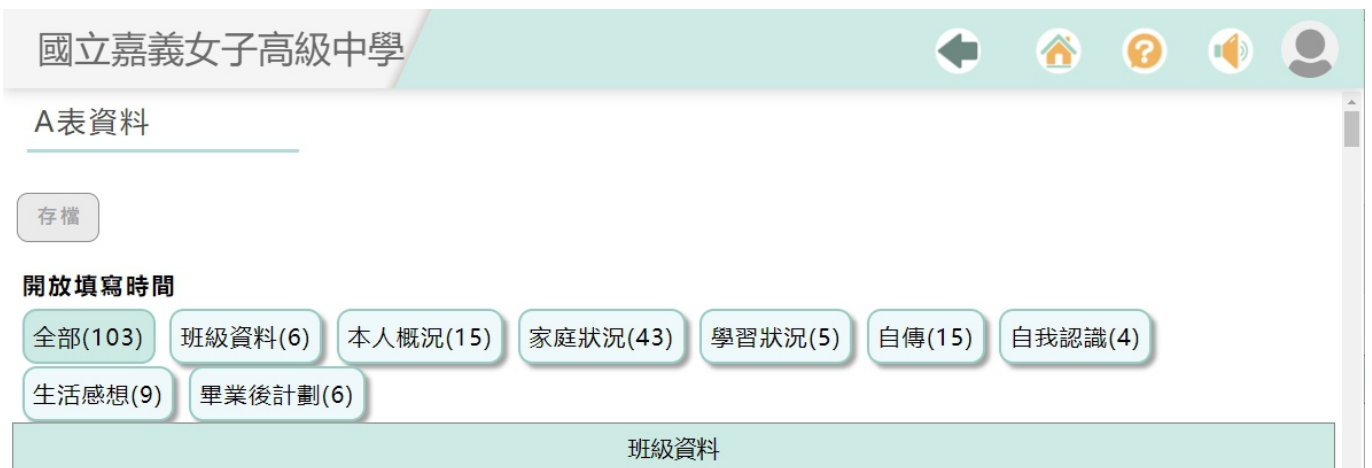 國立嘉義女子高級中學
A表資料
存檔
開放填寫時間
全部(103) 班級資料(6) 本人概況(15) 家庭狀況(43) 學習狀況(5) 自傳(15) 自我認識(4)
生活感想(9) 畢業後計劃(6)
班級資料